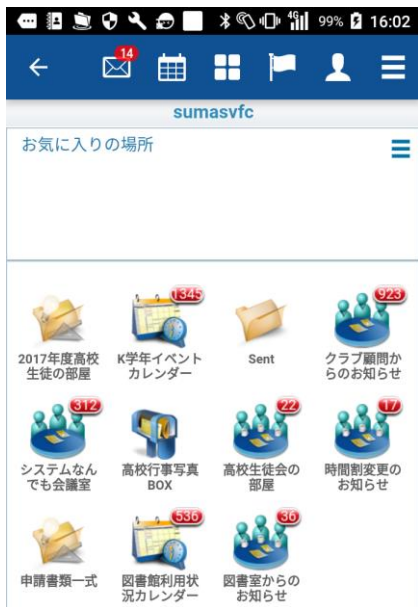 4G 99% 16:02
14
sumasvfc
お気に入りの場所
1345
923
2017年度高校
生徒の部屋
K学年イベント
カレンダー
Sent
クラブ顧問か
らのお知らせ
312
22
17
システムなん
でも会議室
高校行事写真
BOX
高校生徒会の
部屋
時間割変更の
お知らせ
536
36
申請書類一式
図書館利用状
況カレンダー
図書室からの
お知らせ